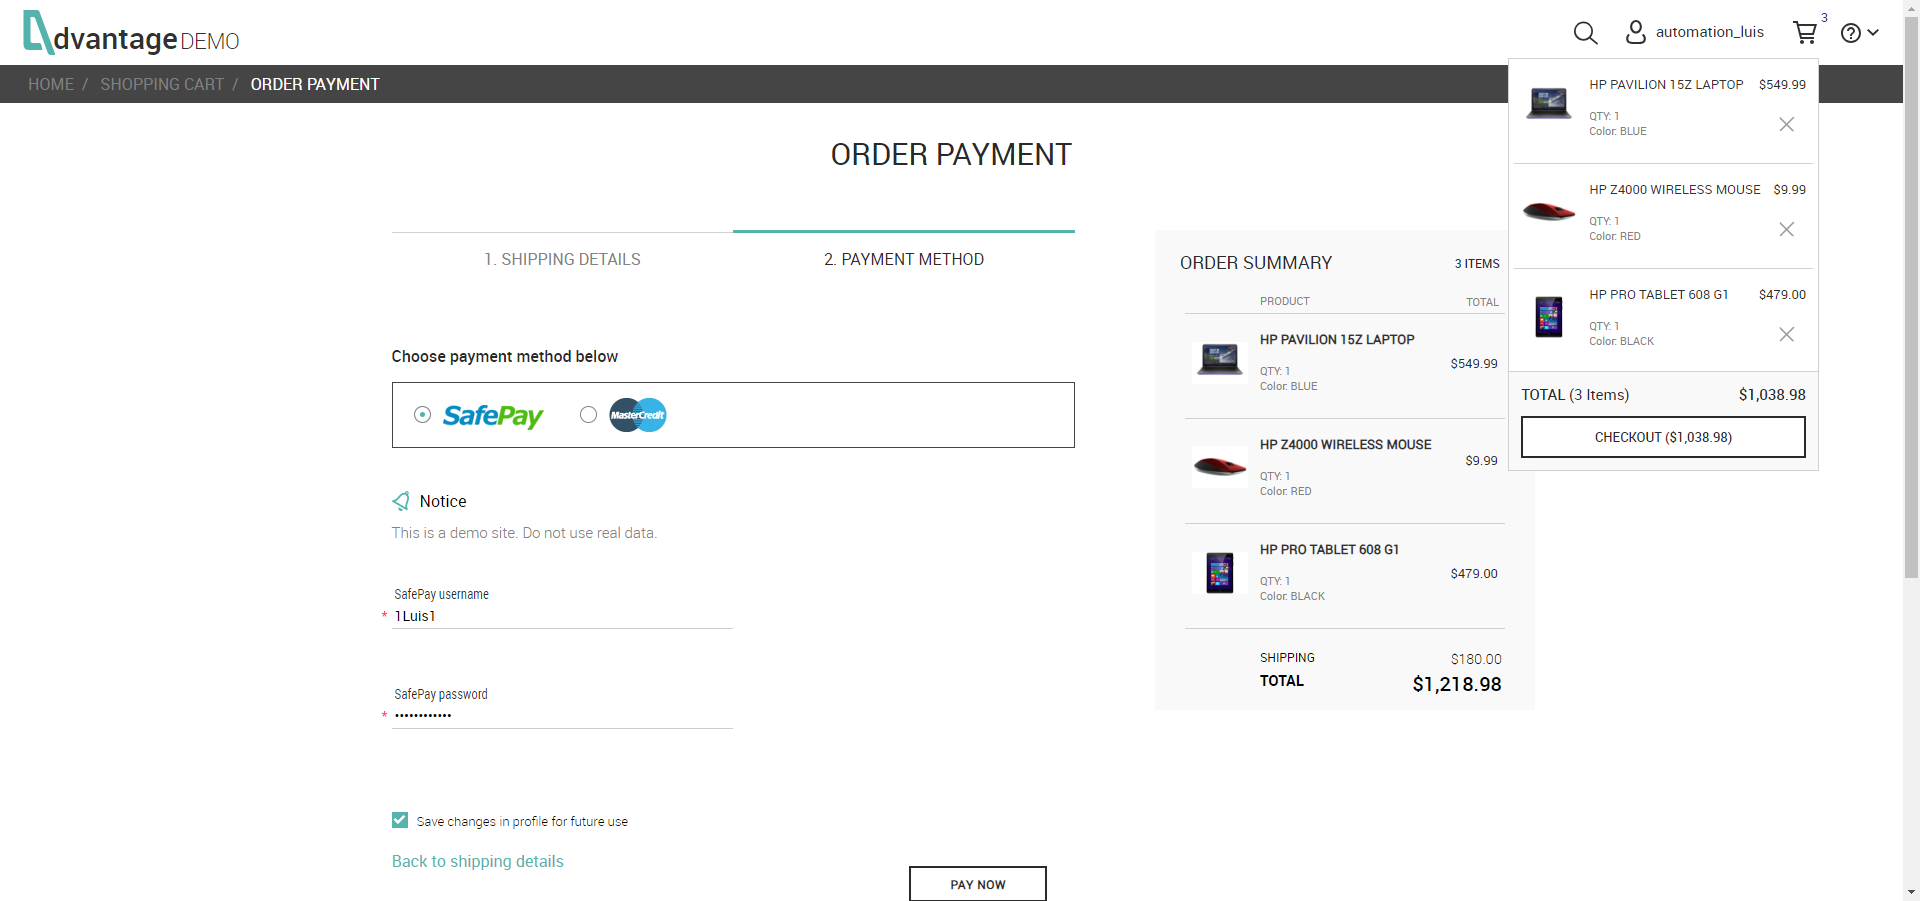 dvantage DEMO
automation_luis
3
HOME / SHOPPING CART / ORDER PAYMENT
ORDER PAYMENT
1. SHIPPING DETAILS
2. PAYMENT METHOD
Choose payment method below
SafePay
MasterCredit
Notice
This is a demo site. Do not use real data.
SafePay username
* 1Luis1
SafePay password
* ••••••••••••
Save changes in profile for future use
Back to shipping details
PAY NOW
ORDER SUMMARY
3 ITEMS
PRODUCT
TOTAL
HP PAVILION 15Z LAPTOP
QTY: 1
Color: BLUE
$549.99
HP Z4000 WIRELESS MOUSE
QTY: 1
Color: RED
$9.99
HP PRO TABLET 608 G1
QTY: 1
Color: BLACK
$479.00
SHIPPING
$180.00
TOTAL
$1,218.98
HP PAVILION 15Z LAPTOP
$549.99
QTY: 1
Color: BLUE
HP Z4000 WIRELESS MOUSE
$9.99
QTY: 1
Color: RED
HP PRO TABLET 608 G1
$479.00
QTY: 1
Color: BLACK
TOTAL (3 Items)
$1,038.98
CHECKOUT ($1,038.98)